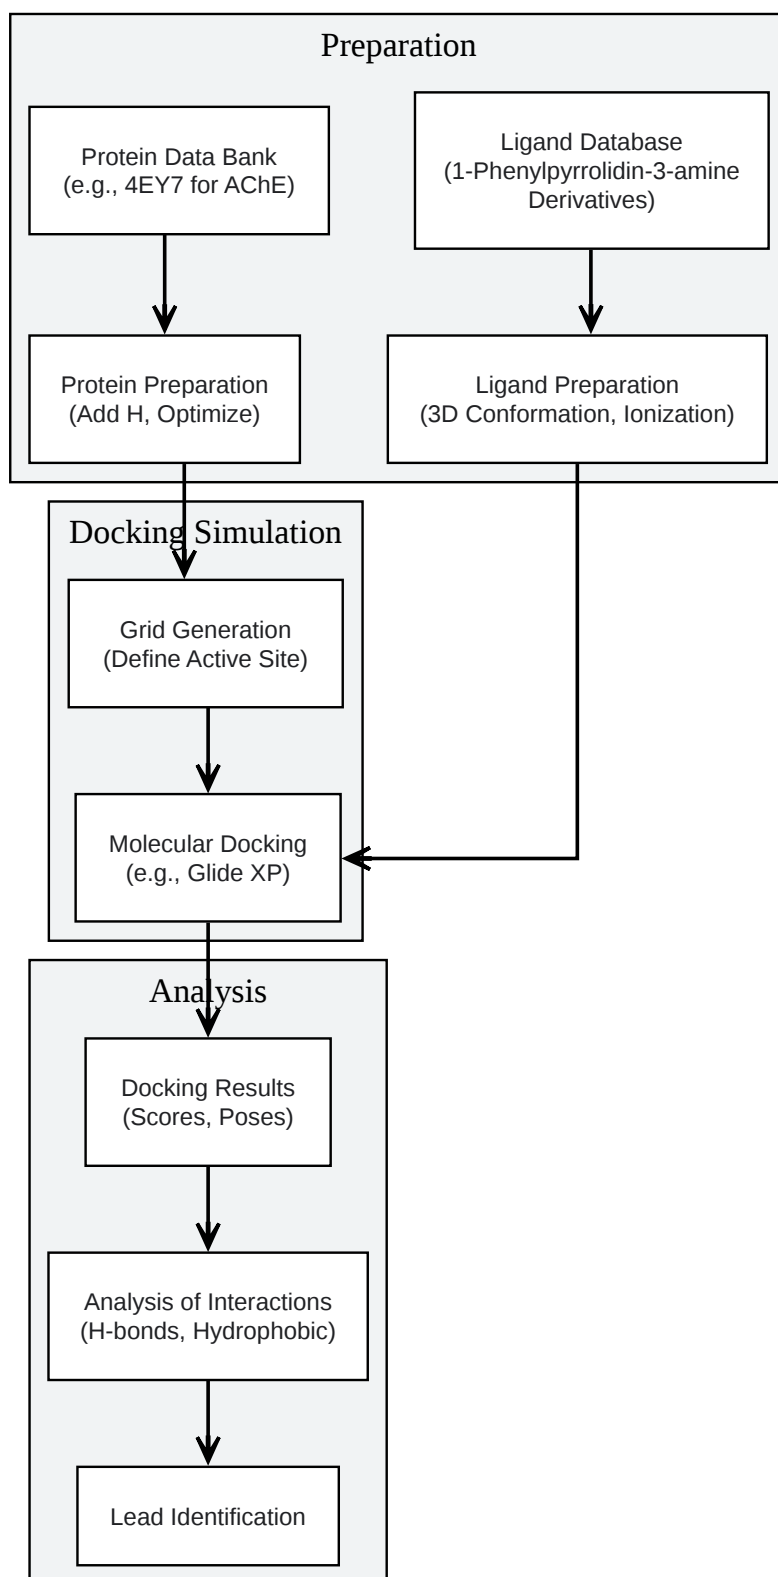 Preparation
Protein Data Bank
(e.g., 4EY7 for AChE)
Ligand Database
(1-Phenylpyrrolidin-3-amine
Derivatives)
Protein Preparation
(Add H, Optimize)
Ligand Preparation
(3D Conformation, Ionization)
Docking Simulation
Grid Generation
(Define Active Site)
Molecular Docking
(e.g., Glide XP)
Analysis
Docking Results
(Scores, Poses)
Analysis of Interactions
(H-bonds, Hydrophobic)
Lead Identification